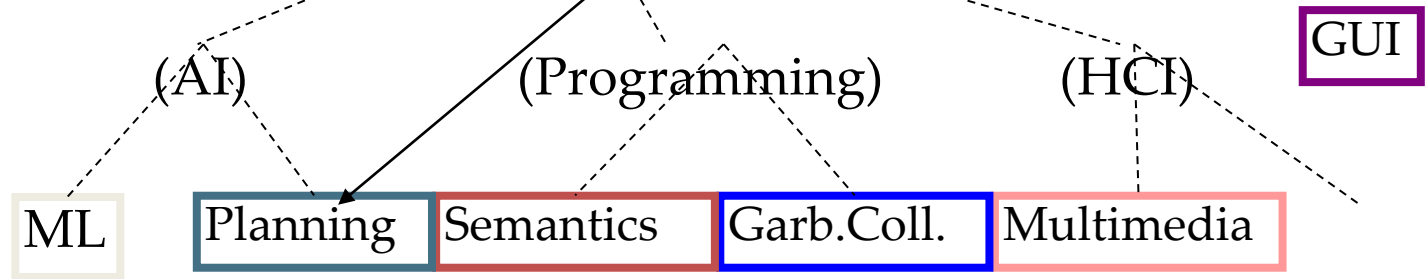 GUI
(AI) (Programming) (HCI)
ML Planning Semantics Garb.Coll. Multimedia